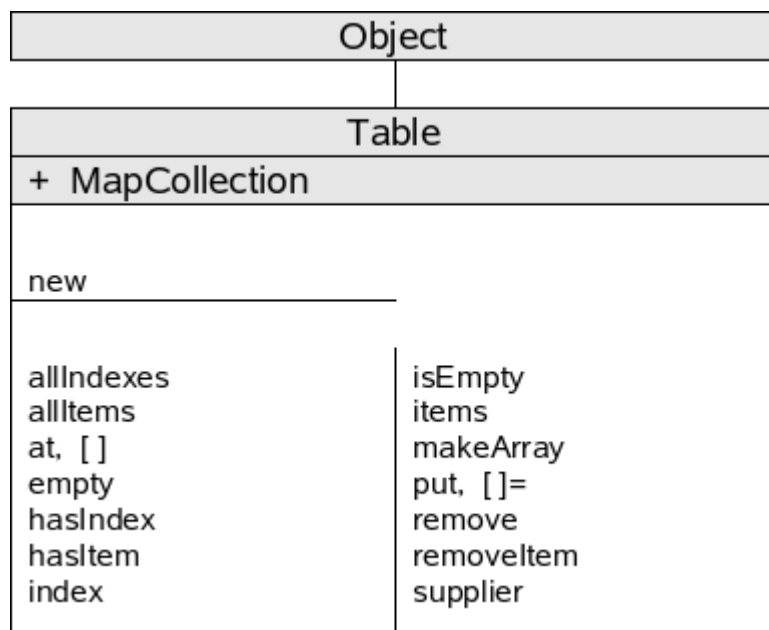 Object
Table
+ MapCollection
new
allIndexes
allItems
at, [ ]
empty
hasIndex
hasItem
index
isEmpty
items
makeArray
put, [ ]=
remove
removeItem
supplier